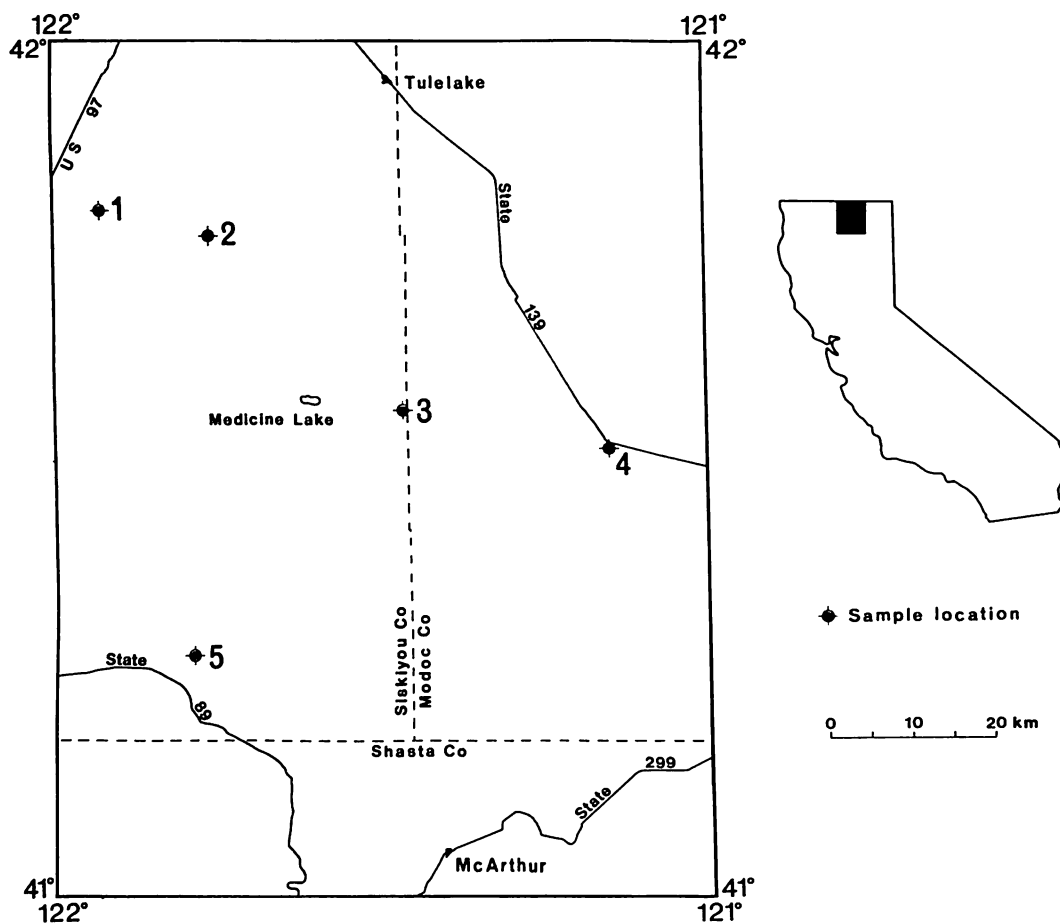 122°
121°
42°
42°
US 97
Tulelake
1
2
State
139
Medicine Lake
3
4
Siskiyou Co
Modoc Co
Sample location
5
State
89
0 10 20 km
Shasta Co
299
State
McArthur
41°
41°
122°
121°